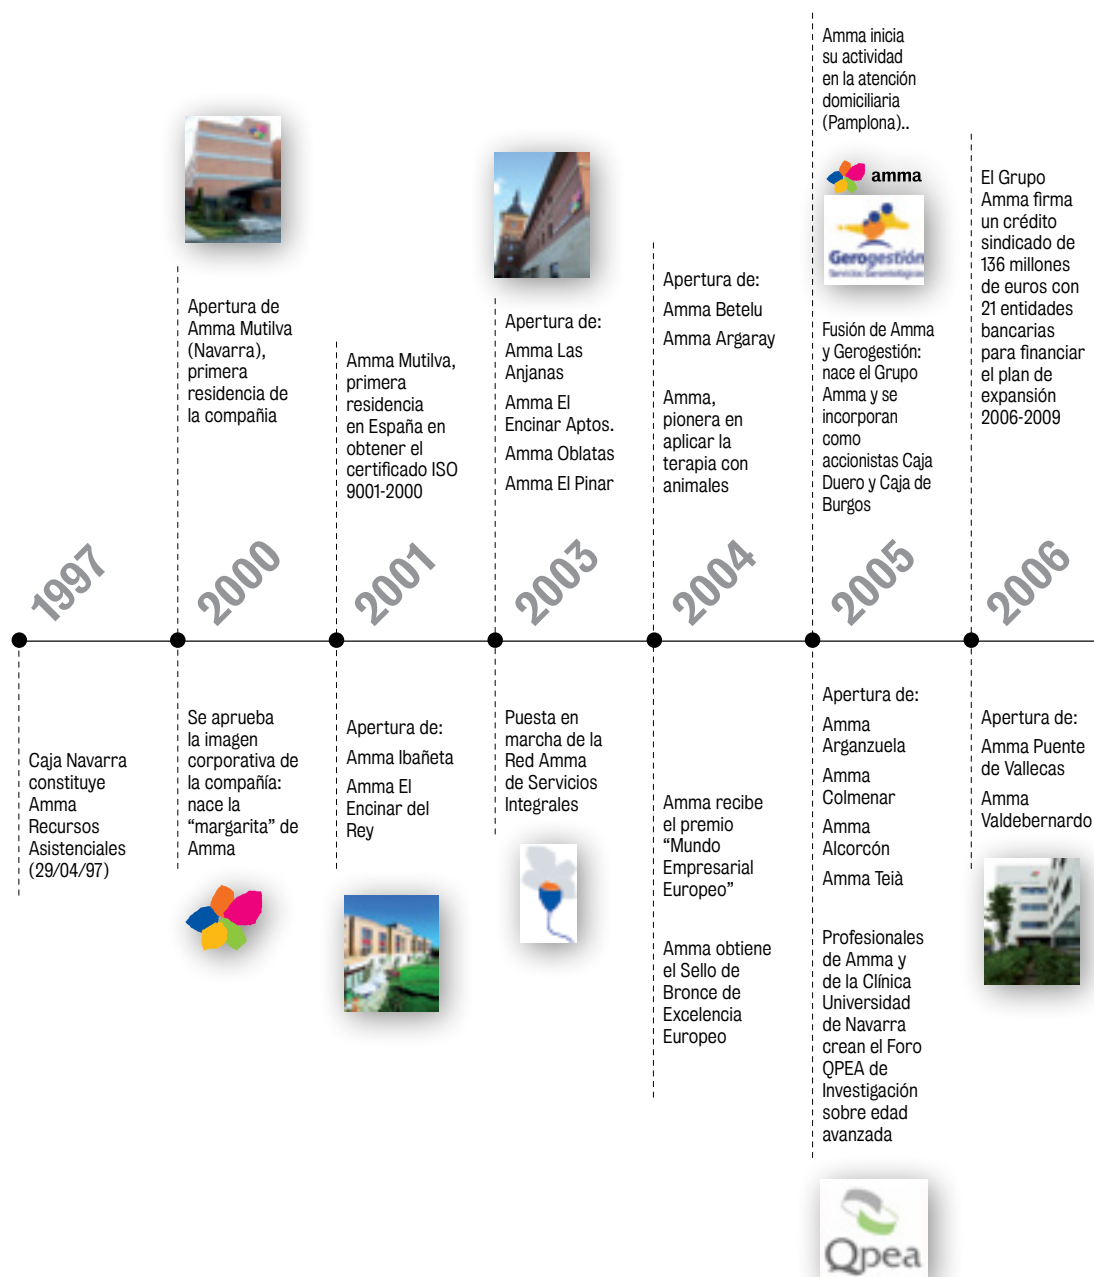 1997
Caja Navarra
constituye
Amma
Recursos
Asistenciales
(29/04/97)
Apertura de
Amma Mutilva
(Navarra),
primera
residencia de
la compañia
2000
Se aprueba
la imagen
corporativa de
la compañía:
nace la
“margarita” de
Amma
Amma Mutilva,
primera
residencia
en España en
obtener el
certificado ISO
9001-2000
2001
Apertura de:
Amma Ibañeta
Amma El
Encinar del
Rey
Apertura de:
Amma Las
Anjanas
Amma El
Encinar Aptos.
Amma Oblatas
Amma El Pinar
2003
Puesta en
marcha de la
Red Amma
de Servicios
Integrales
Apertura de:
Amma Betelu
Amma Argaray
Amma,
pionera en
aplicar la
terapia con
animales
2004
Amma recibe
el premio
“Mundo
Empresarial
Europeo”
Amma obtiene
el Sello de
Bronce de
Excelencia
Europeo
Amma inicia
su actividad
en la atención
domiciliaria
(Pamplona)..
amma
Gerogestión
Servicios Gerontológicos
Fusión de Amma
y Gerogestión:
nace el Grupo
Amma y se
incorporan
como
accionistas Caja
Duero y Caja de
Burgos
2005
Apertura de:
Amma
Arganzuela
Amma
Colmenar
Amma
Alcorcón
Amma Teià
Profesionales
de Amma y
de la Clínica
Universidad
de Navarra
crean el Foro
QPEA de
Investigación
sobre edad
avanzada
Qpea
El Grupo
Amma firma
un crédito
sindicado de
136 millones
de euros con
21 entidades
bancarias
para financiar
el plan de
expansión
2006-2009
2006
Apertura de:
Amma Puente
de Vallecas
Amma
Valdebernardo